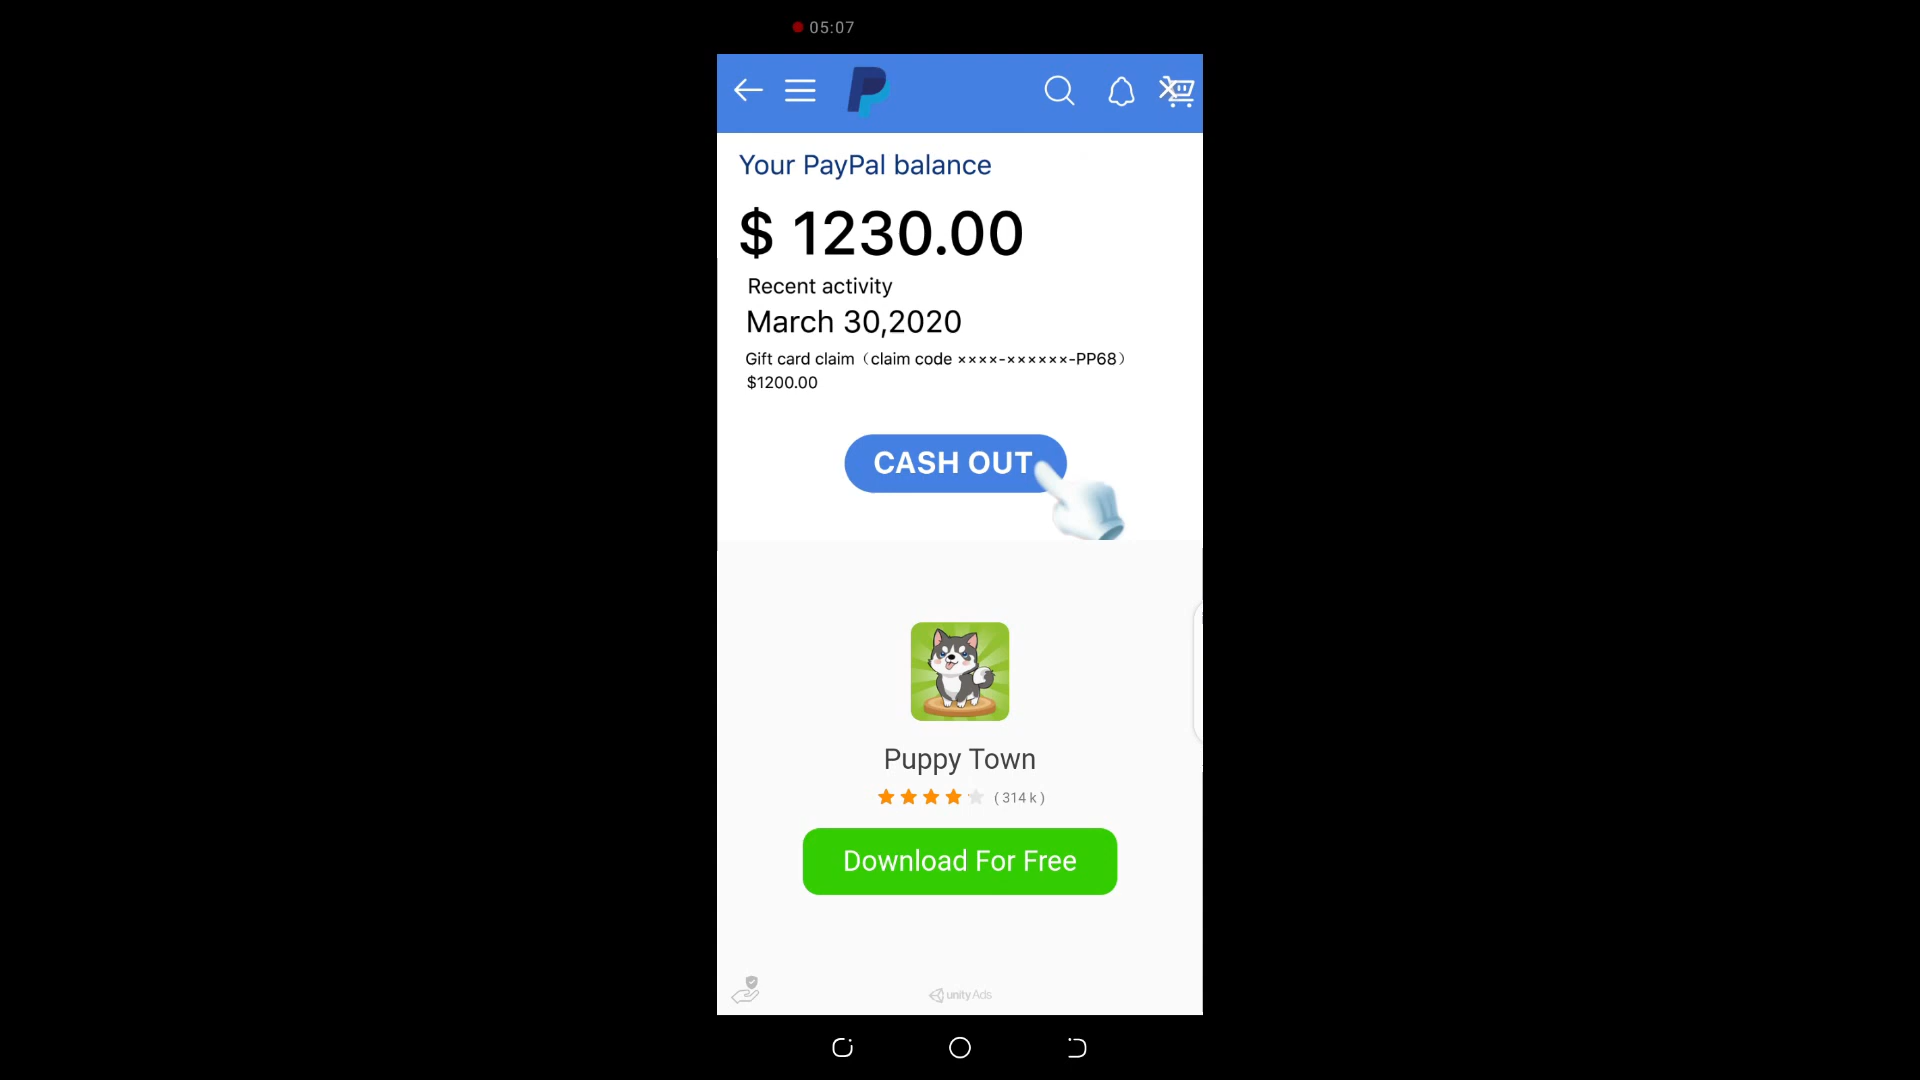 05:07
Your PayPal balance
$ 1230.00
Recent activity
March 30,2020
Gift card claim（claim code ××××-××××××-PP68）
$1200.00
CASH OUT
Puppy Town
( 314 k )
Download For Free
unity Ads